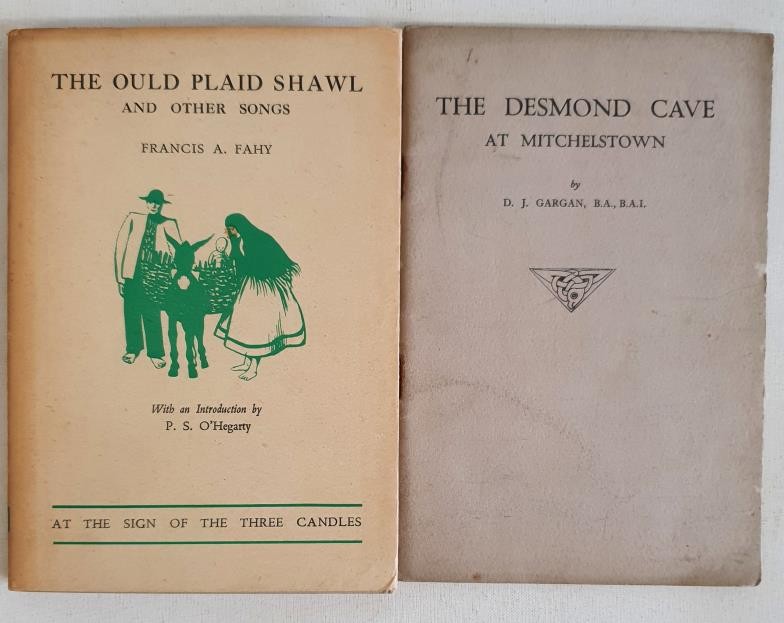 THE OULD PLAID SHAWL
AND OTHER SONGS
FRANCIS A. FAHY
With an Introduction by
P. S. O'Hegarty
AT THE SIGN OF THE THREE CANDLES
THE DESMOND CAVE
AT MITCHELSTOWN
by
D. J. GARGAN, B.A., B.A.I.